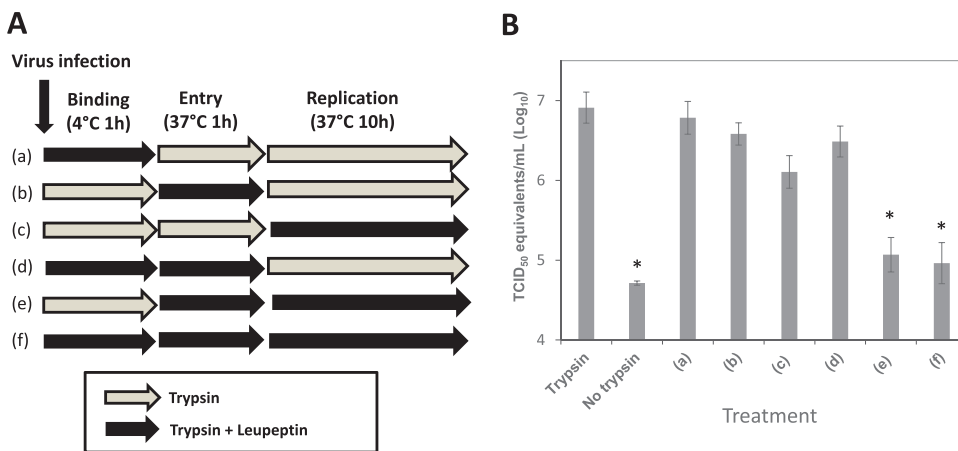 A
Virus infection
Binding
(4°C 1h)
Entry
(37°C 1h)
Replication
(37°C 10h)
(a)
(b)
(c)
(d)
(e)
(f)
Trypsin
Trypsin + Leupeptin
B
TCID50 equivalents/mL (Log10)
7
6
5
4
*
*
*
Trypsin
No trypsin
(a)
(b)
(c)
(d)
(e)
(f)
Treatment